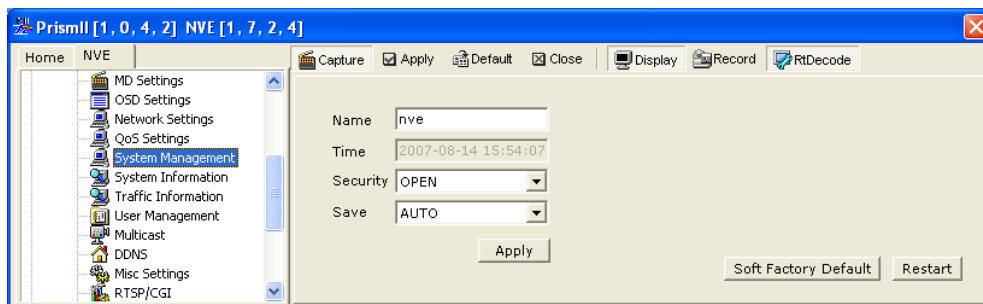 PrismII [1, 0, 4, 2] NVE [1, 7, 2, 4]
Home NVE
Capture Apply Default Close Display Record RtDecode
MD Settings
OSD Settings
Network Settings
QoS Settings
System Management
System Information
Traffic Information
User Management
Multicast
DDNS
Misc Settings
RTSP/CGI
Name nve
Time 2007-08-14 15:54:07
Security OPEN
Save AUTO
Apply
Soft Factory Default Restart